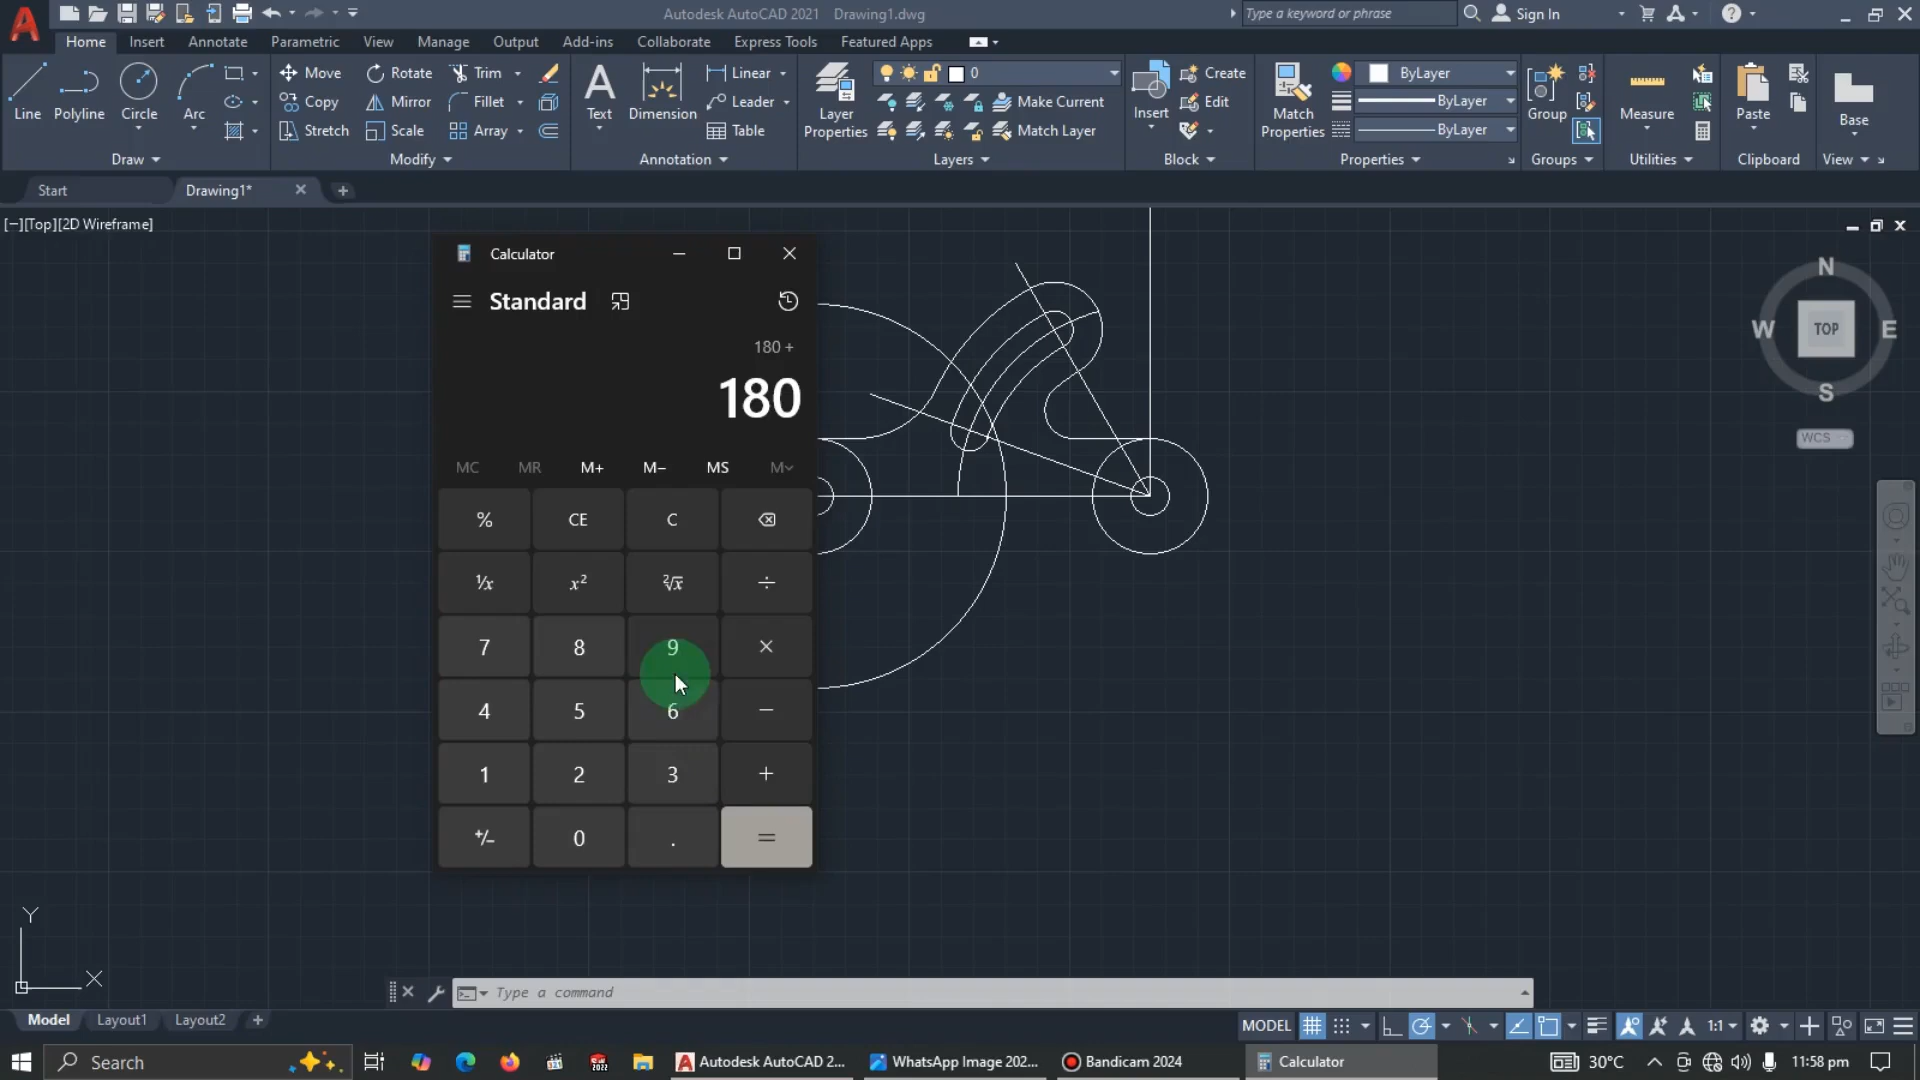 Autodesk AutoCAD 2021 Drawing1.dwg
Type a keyword or phrase
Sign In
Home Insert Annotate Parametric View Manage Output Add-ins Collaborate Express Tools Featured Apps
Line Polyline Circle Arc
Draw
Move Rotate Trim
Copy Mirror Fillet
Stretch Scale Array
Modify
Text Dimension
Linear
Leader
Table
Annotation
Layer Properties
0
Make Current
Match Layer
Layers
Insert
Create
Edit
Block
Match Properties
ByLayer
ByLayer
ByLayer
Properties
Group
Groups
Measure
Utilities
Paste
Clipboard
Base
View
Start
Drawing1*
[−][Top][2D Wireframe]
Calculator
Standard
180 +
180
MC MR M+ M− MS M
% CE C
¹/x x² ²√x ÷
7 8 9 ×
4 5 6 −
1 2 3 +
+/− 0 . =
N
W TOP E
S
WCS
Y
X
Type a command
Model Layout1 Layout2 +
MODEL
1:1
Search
2022
Autodesk AutoCAD 2...
WhatsApp Image 202...
Bandicam 2024
Calculator
30°C
11:58 pm